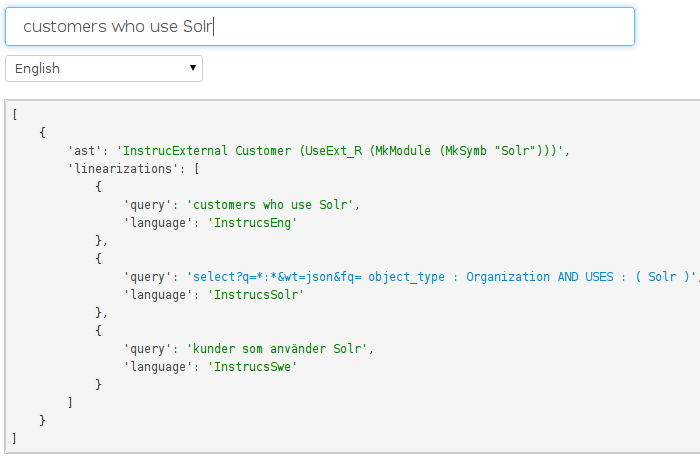 customers who use Solr
English
[
{
'ast': 'InstrucExternal Customer (UseExt_R (MkModule (MkSymb "Solr")))',
'linearizations': [
{
'query': 'customers who use Solr',
'language': 'InstrucsEng'
},
{
'query': 'select?q=*:*&wt=json&fq= object_type : Organization AND USES : ( Solr )',
'language': 'InstrucsSolr'
},
{
'query': 'kunder som använder Solr',
'language': 'InstrucsSwe'
}
]
}
]